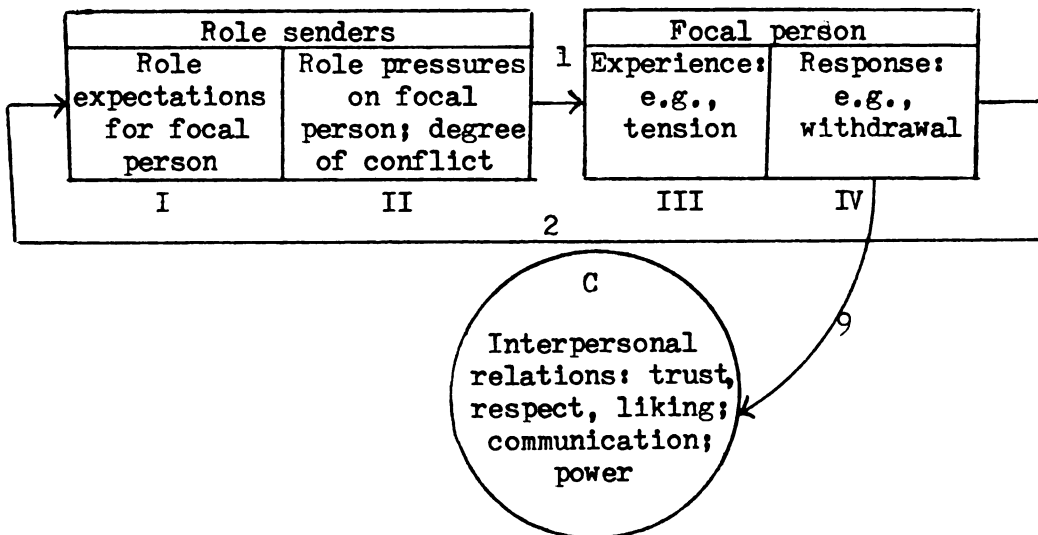 Role senders
Role
expectations
for focal
person
Role pressures
on focal
person; degree
of conflict
I
II
1
Focal person
Experience:
e.g.,
tension
Response:
e.g.,
withdrawal
III
IV
2
9
C
Interpersonal
relations: trust,
respect, liking;
communication;
power